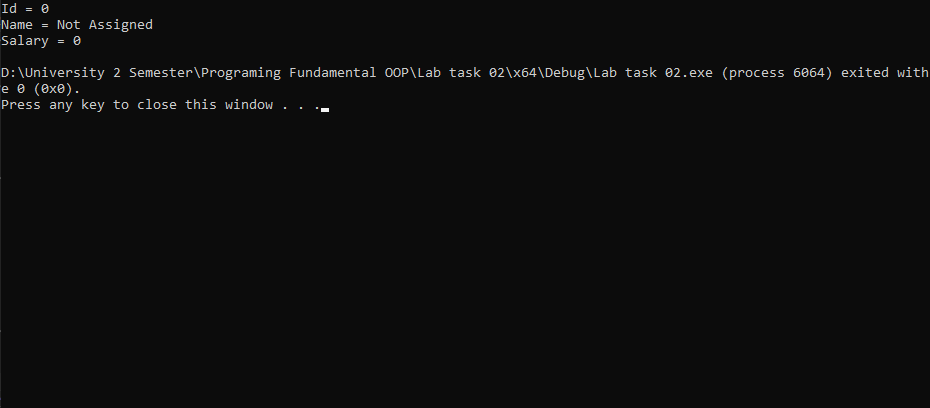 Id = 0
Name = Not Assigned
Salary = 0
D:\University 2 Semester\Programing Fundamental OOP\Lab task 02\x64\Debug\Lab task 02.exe (process 6064) exited with
e 0 (0x0).
Press any key to close this window . . .